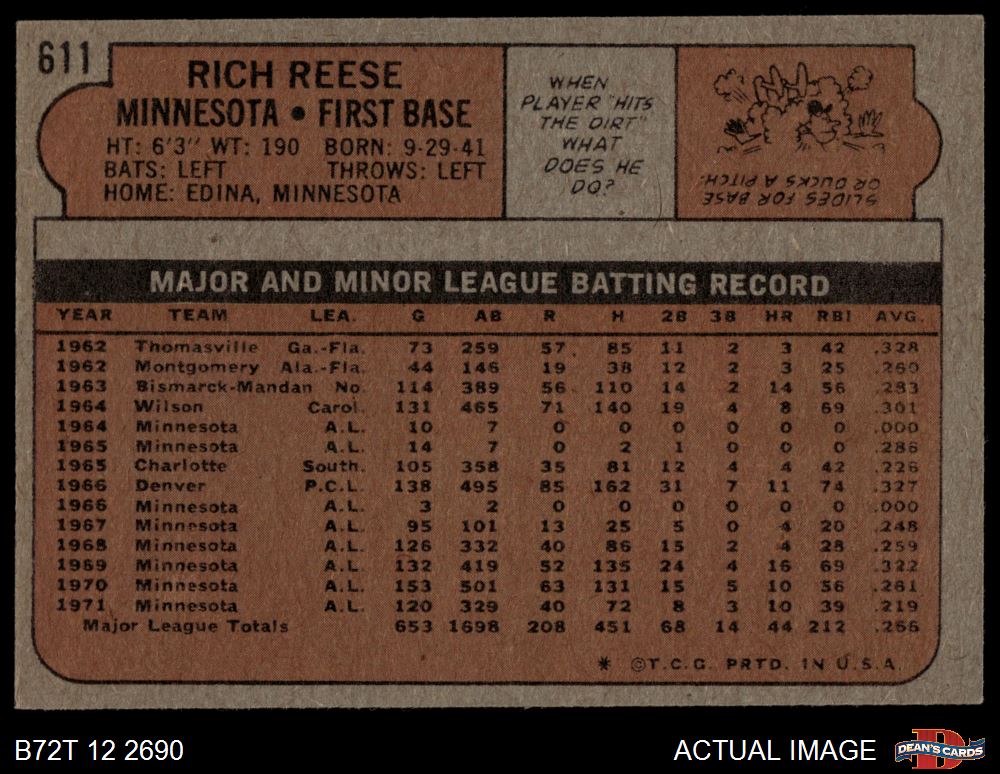 611
RICH REESE
MINNESOTA • FIRST BASE
HT: 6'3" WT: 190 BORN: 9-29-41
BATS: LEFT THROWS: LEFT
HOME: EDINA, MINNESOTA
WHEN
PLAYER "HITS
THE DIRT"
WHAT
DOES HE
DO?
SLIDES FOR BASE
OR DUCKS A PITCH.
MAJOR AND MINOR LEAGUE BATTING RECORD
YEAR TEAM LEA. G AB R H 2B 3B HR RBI AVG.
1962 Thomasville Ga.-Fla. 73 259 57 85 11 2 3 42 .328
1962 Montgomery Ala.-Fla. 44 146 19 38 12 2 3 25 .260
1963 Bismarck-Mandan No. 114 389 56 110 14 2 14 56 .283
1964 Wilson Carol. 131 465 71 140 19 4 8 69 .301
1964 Minnesota A.L. 10 7 0 0 0 0 0 0 .000
1965 Minnesota A.L. 14 7 0 2 1 0 0 0 .286
1965 Charlotte South. 105 358 35 81 12 4 4 42 .226
1966 Denver P.C.L. 138 495 85 162 31 7 11 74 .327
1966 Minnesota A.L. 3 2 0 0 0 0 0 0 .000
1967 Minnesota A.L. 95 101 13 25 5 0 4 20 .248
1968 Minnesota A.L. 126 332 40 86 15 2 4 28 .259
1969 Minnesota A.L. 132 419 52 135 24 4 16 69 .322
1970 Minnesota A.L. 153 501 63 131 15 5 10 56 .261
1971 Minnesota A.L. 120 329 40 72 8 3 10 39 .219
Major League Totals 653 1698 208 451 68 14 44 212 .266
* ©T.C.G. PRTD. IN U.S.A.
B72T 12 2690
ACTUAL IMAGE
DEAN'S CARDS